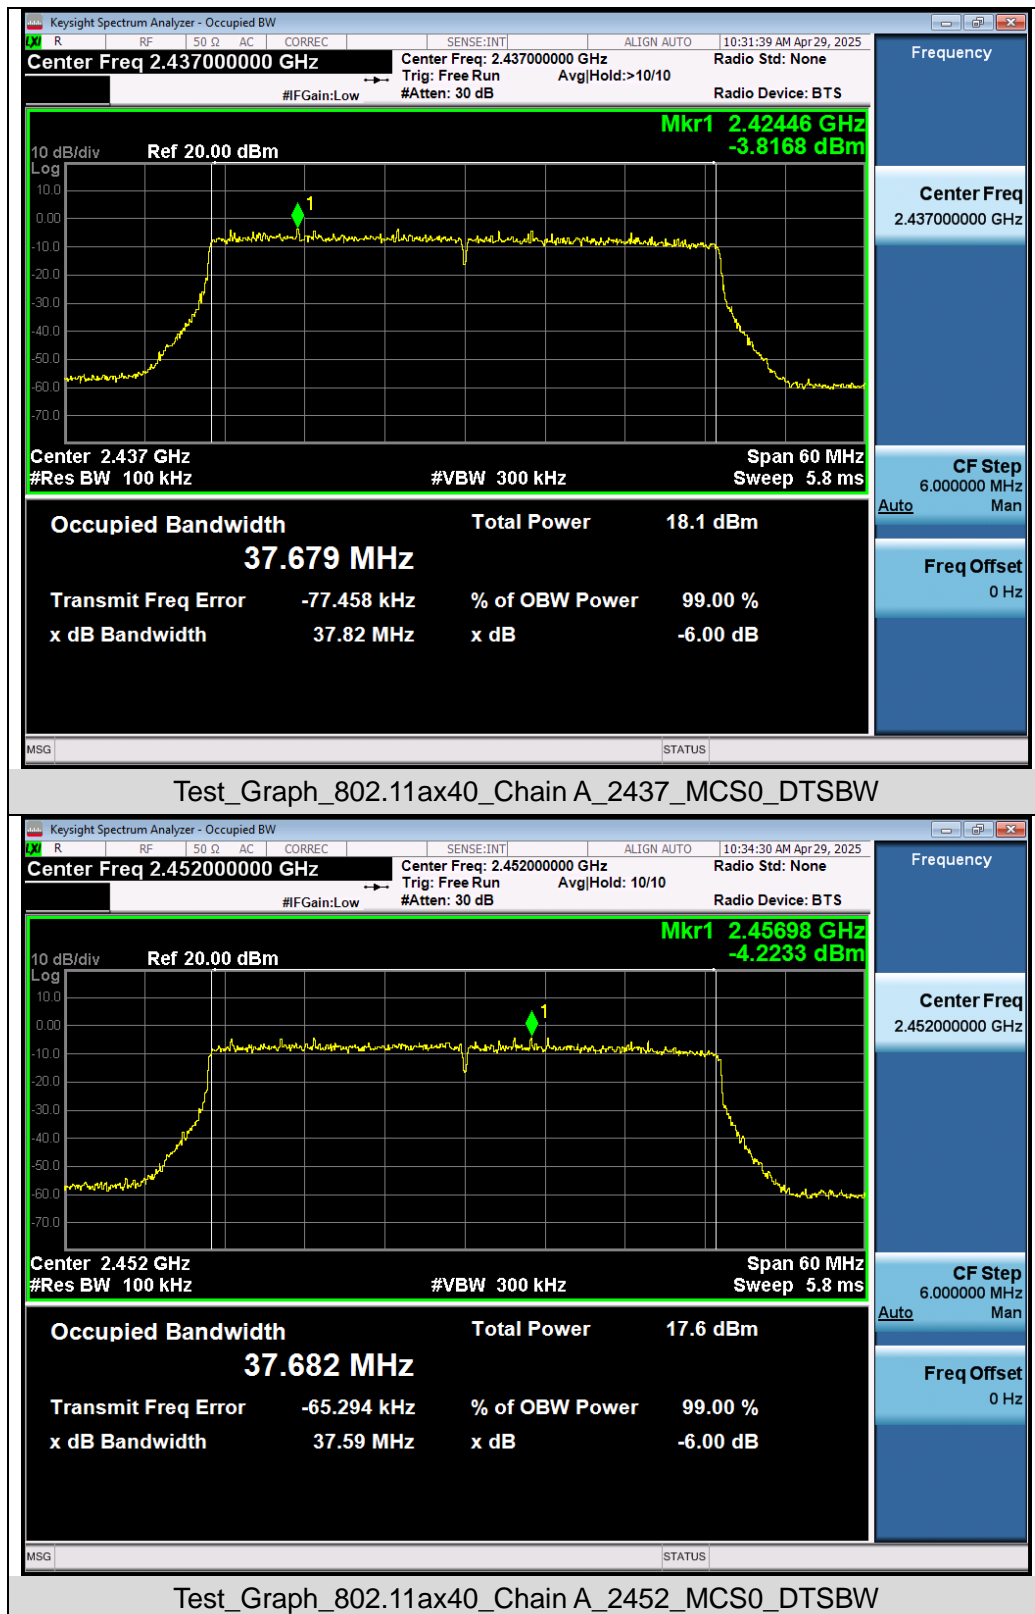 Keysight Spectrum Analyzer - Occupied BW
LXI R RF 50 Ω AC CORREC SENSE:INT ALIGN AUTO 10:31:39 AM Apr 29, 2025
Center Freq 2.437000000 GHz Center Freq: 2.437000000 GHz Radio Std: None
Trig: Free Run Avg|Hold:>10/10
#IFGain:Low #Atten: 30 dB Radio Device: BTS
Frequency
Mkr1 2.42446 GHz
10 dB/div Ref 20.00 dBm -3.8168 dBm
Log
10.0
1
0.00
-10.0
-20.0
-30.0
-40.0
-50.0
-60.0
-70.0
Center 2.437 GHz Span 60 MHz
#Res BW 100 kHz #VBW 300 kHz Sweep 5.8 ms
Center Freq
2.437000000 GHz
CF Step
6.000000 MHz
Auto Man
Freq Offset
0 Hz
Occupied Bandwidth Total Power 18.1 dBm
37.679 MHz
Transmit Freq Error -77.458 kHz % of OBW Power 99.00 %
x dB Bandwidth 37.82 MHz x dB -6.00 dB
MSG STATUS
Test_Graph_802.11ax40_Chain A_2437_MCS0_DTSBW
Keysight Spectrum Analyzer - Occupied BW
LXI R RF 50 Ω AC CORREC SENSE:INT ALIGN AUTO 10:34:30 AM Apr 29, 2025
Center Freq 2.452000000 GHz Center Freq: 2.452000000 GHz Radio Std: None
Trig: Free Run Avg|Hold: 10/10
#IFGain:Low #Atten: 30 dB Radio Device: BTS
Frequency
Mkr1 2.45698 GHz
10 dB/div Ref 20.00 dBm -4.2233 dBm
Log
10.0
1
0.00
-10.0
-20.0
-30.0
-40.0
-50.0
-60.0
-70.0
Center 2.452 GHz Span 60 MHz
#Res BW 100 kHz #VBW 300 kHz Sweep 5.8 ms
Center Freq
2.452000000 GHz
CF Step
6.000000 MHz
Auto Man
Freq Offset
0 Hz
Occupied Bandwidth Total Power 17.6 dBm
37.682 MHz
Transmit Freq Error -65.294 kHz % of OBW Power 99.00 %
x dB Bandwidth 37.59 MHz x dB -6.00 dB
MSG STATUS
Test_Graph_802.11ax40_Chain A_2452_MCS0_DTSBW